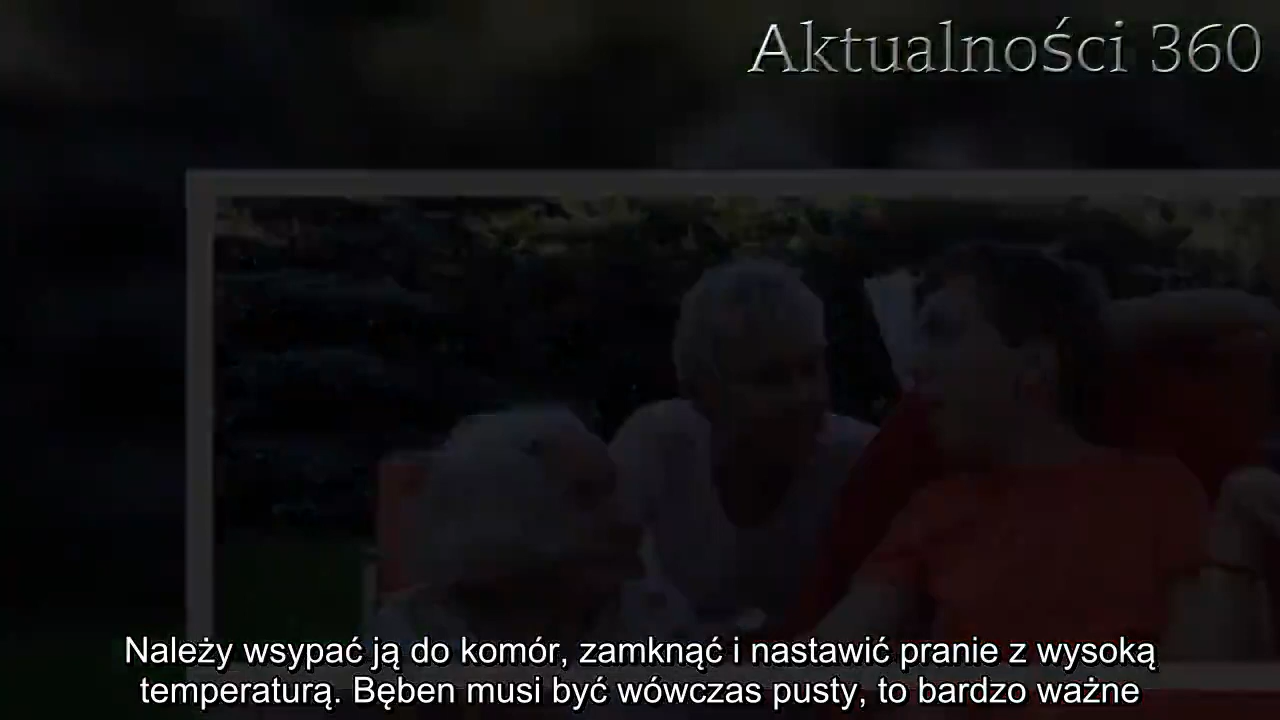 Aktualności 360
Należy wsypać ją do komór, zamknąć i nastawić pranie z wysoką
temperaturą. Bęben musi być wówczas pusty, to bardzo ważne